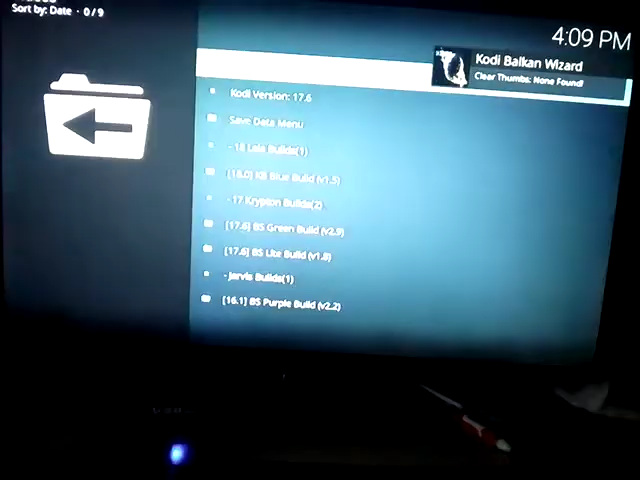 Sort by: Date · 0 / 9
4:09 PM
Kodi Balkan Wizard
Clear Thumbs: None Found!
Kodi Version: 17.6
Save Data Menu
- 18 Leia Builds(1)
[18.0] KB Blue Build (v1.5)
- 17 Krypton Builds(2)
[17.6] BS Green Build (v2.9)
[17.6] BS Lite Build (v1.8)
- Jarvis Builds(1)
[16.1] BS Purple Build (v2.2)